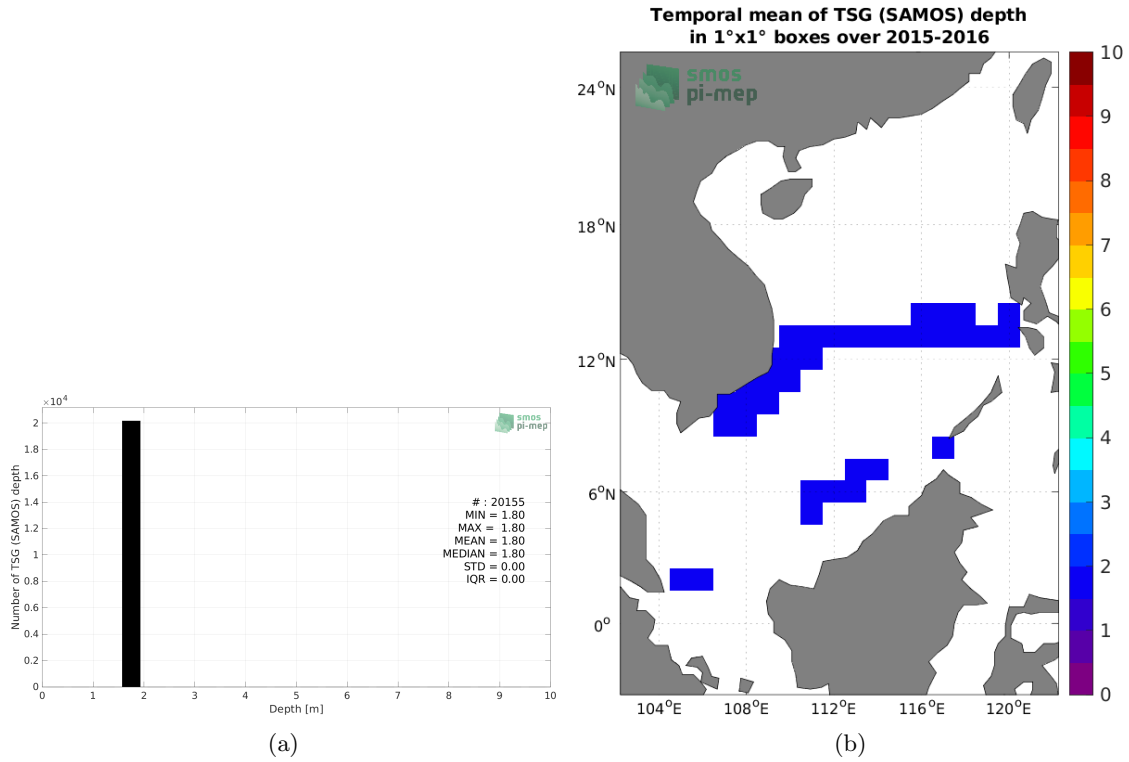 ×10⁴
2
1.8
1.6
1.4
1.2
1
0.8
0.6
0.4
0.2
0
Number of TSG (SAMOS) depth
smos
pi-mep
# : 20155
MIN = 1.80
MAX = 1.80
MEAN = 1.80
MEDIAN = 1.80
STD = 0.00
IQR = 0.00
0 1 2 3 4 5 6 7 8 9 10
Depth [m]
(a)
Temporal mean of TSG (SAMOS) depth
in 1°x1° boxes over 2015-2016
smos
pi-mep
24°N
18°N
12°N
6°N
0°
104°E 108°E 112°E 116°E 120°E
10
9
8
7
6
5
4
3
2
1
0
(b)